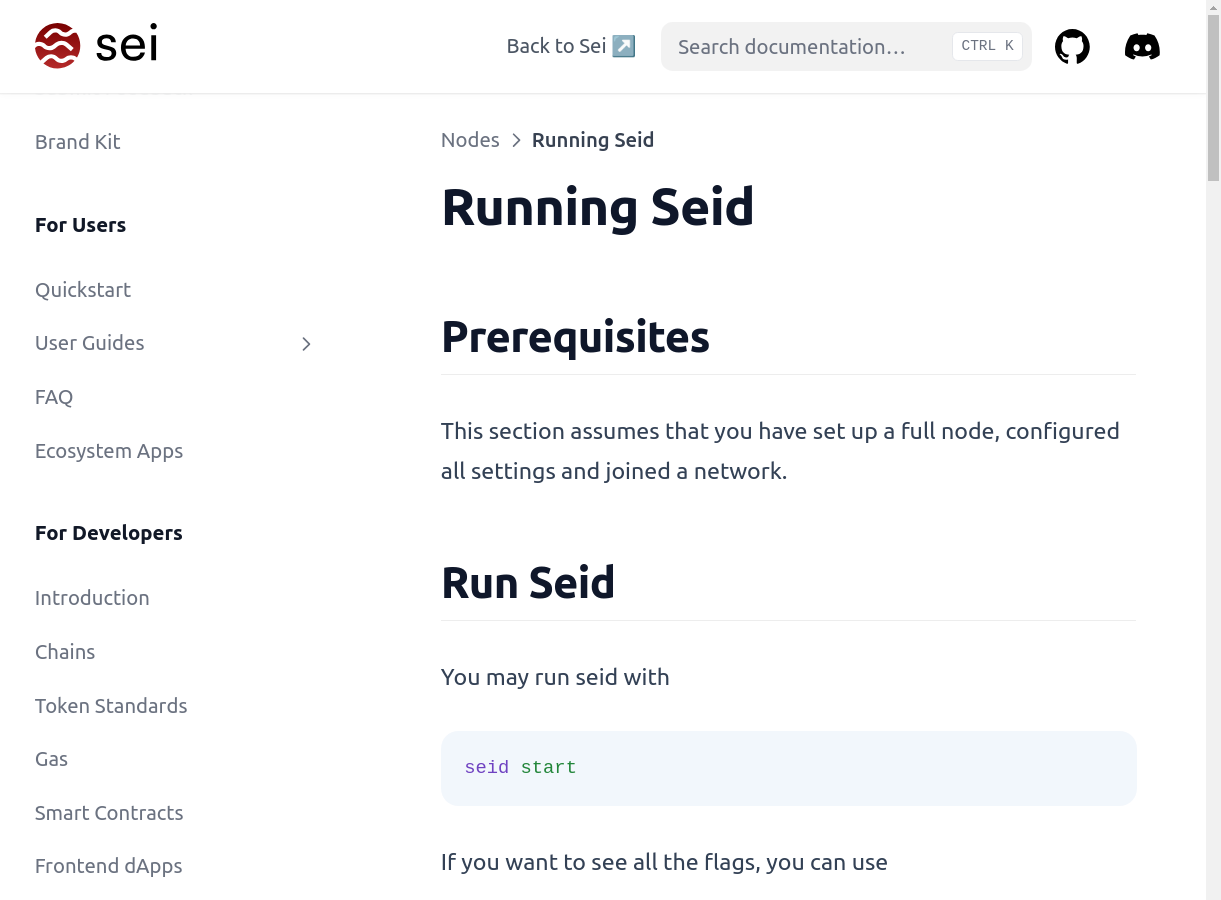 sei
Back to Sei ↗
Search documentation…
CTRL K
Brand Kit
For Users
Quickstart
User Guides
FAQ
Ecosystem Apps
For Developers
Introduction
Chains
Token Standards
Gas
Smart Contracts
Frontend dApps
Nodes > Running Seid
Running Seid
Prerequisites
This section assumes that you have set up a full node, configured
all settings and joined a network.
Run Seid
You may run seid with
seid start
If you want to see all the flags, you can use